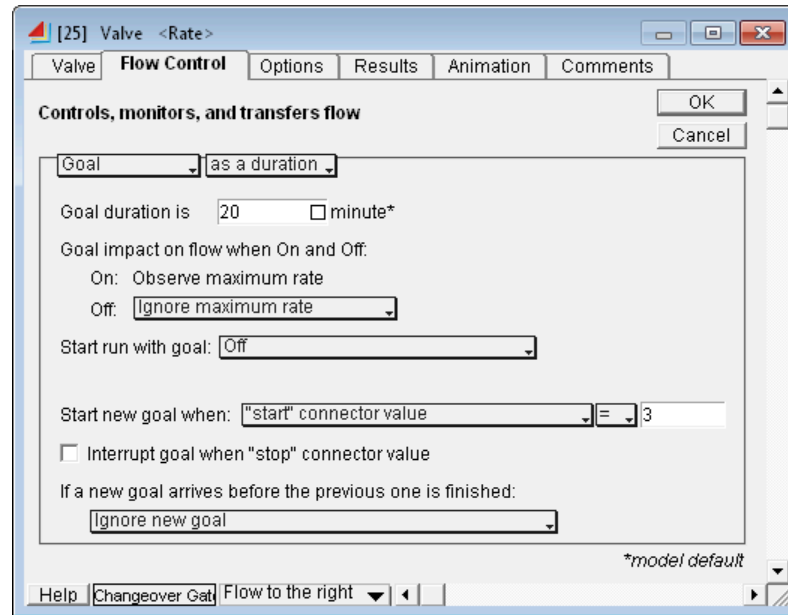 [25] Valve <Rate>
Valve Flow Control Options Results Animation Comments
Controls, monitors, and transfers flow
OK
Cancel
Goal as a duration
Goal duration is 20 minute*
Goal impact on flow when On and Off:
On: Observe maximum rate
Off: Ignore maximum rate
Start run with goal: Off
Start new goal when: "start" connector value = 3
Interrupt goal when "stop" connector value
If a new goal arrives before the previous one is finished:
Ignore new goal
*model default
Help Changeover Gat Flow to the right